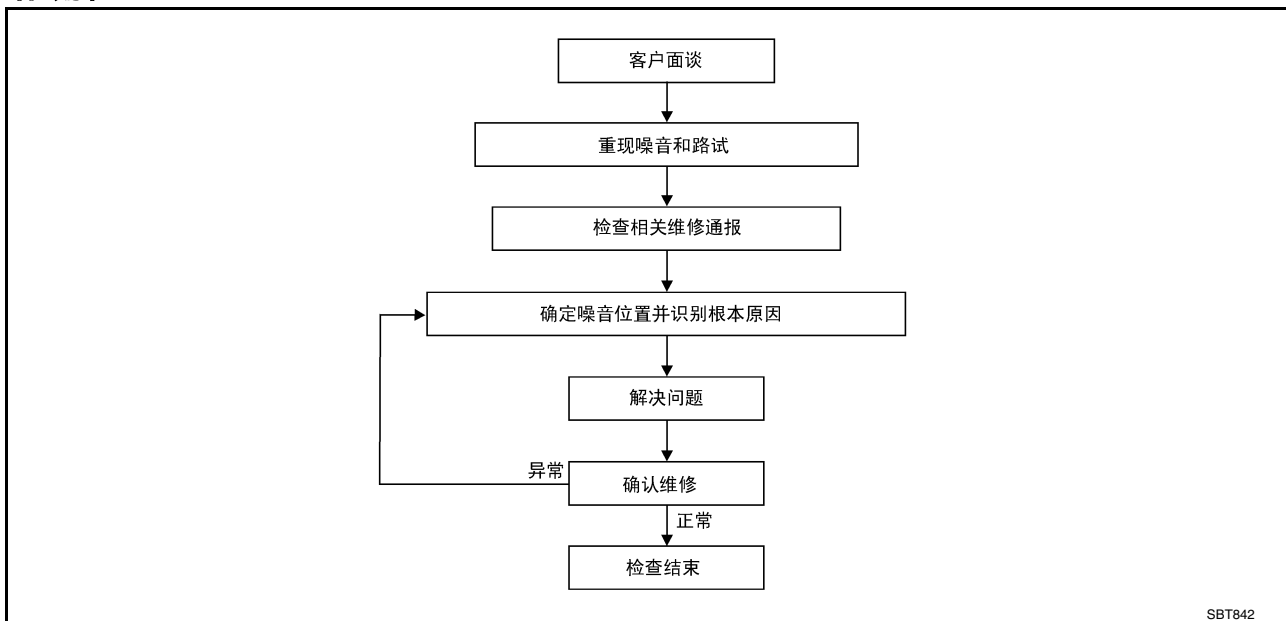 客户面谈
重现噪音和路试
检查相关维修通报
确定噪音位置并识别根本原因
解决问题
异常
确认维修
正常
检查结束
SBT842